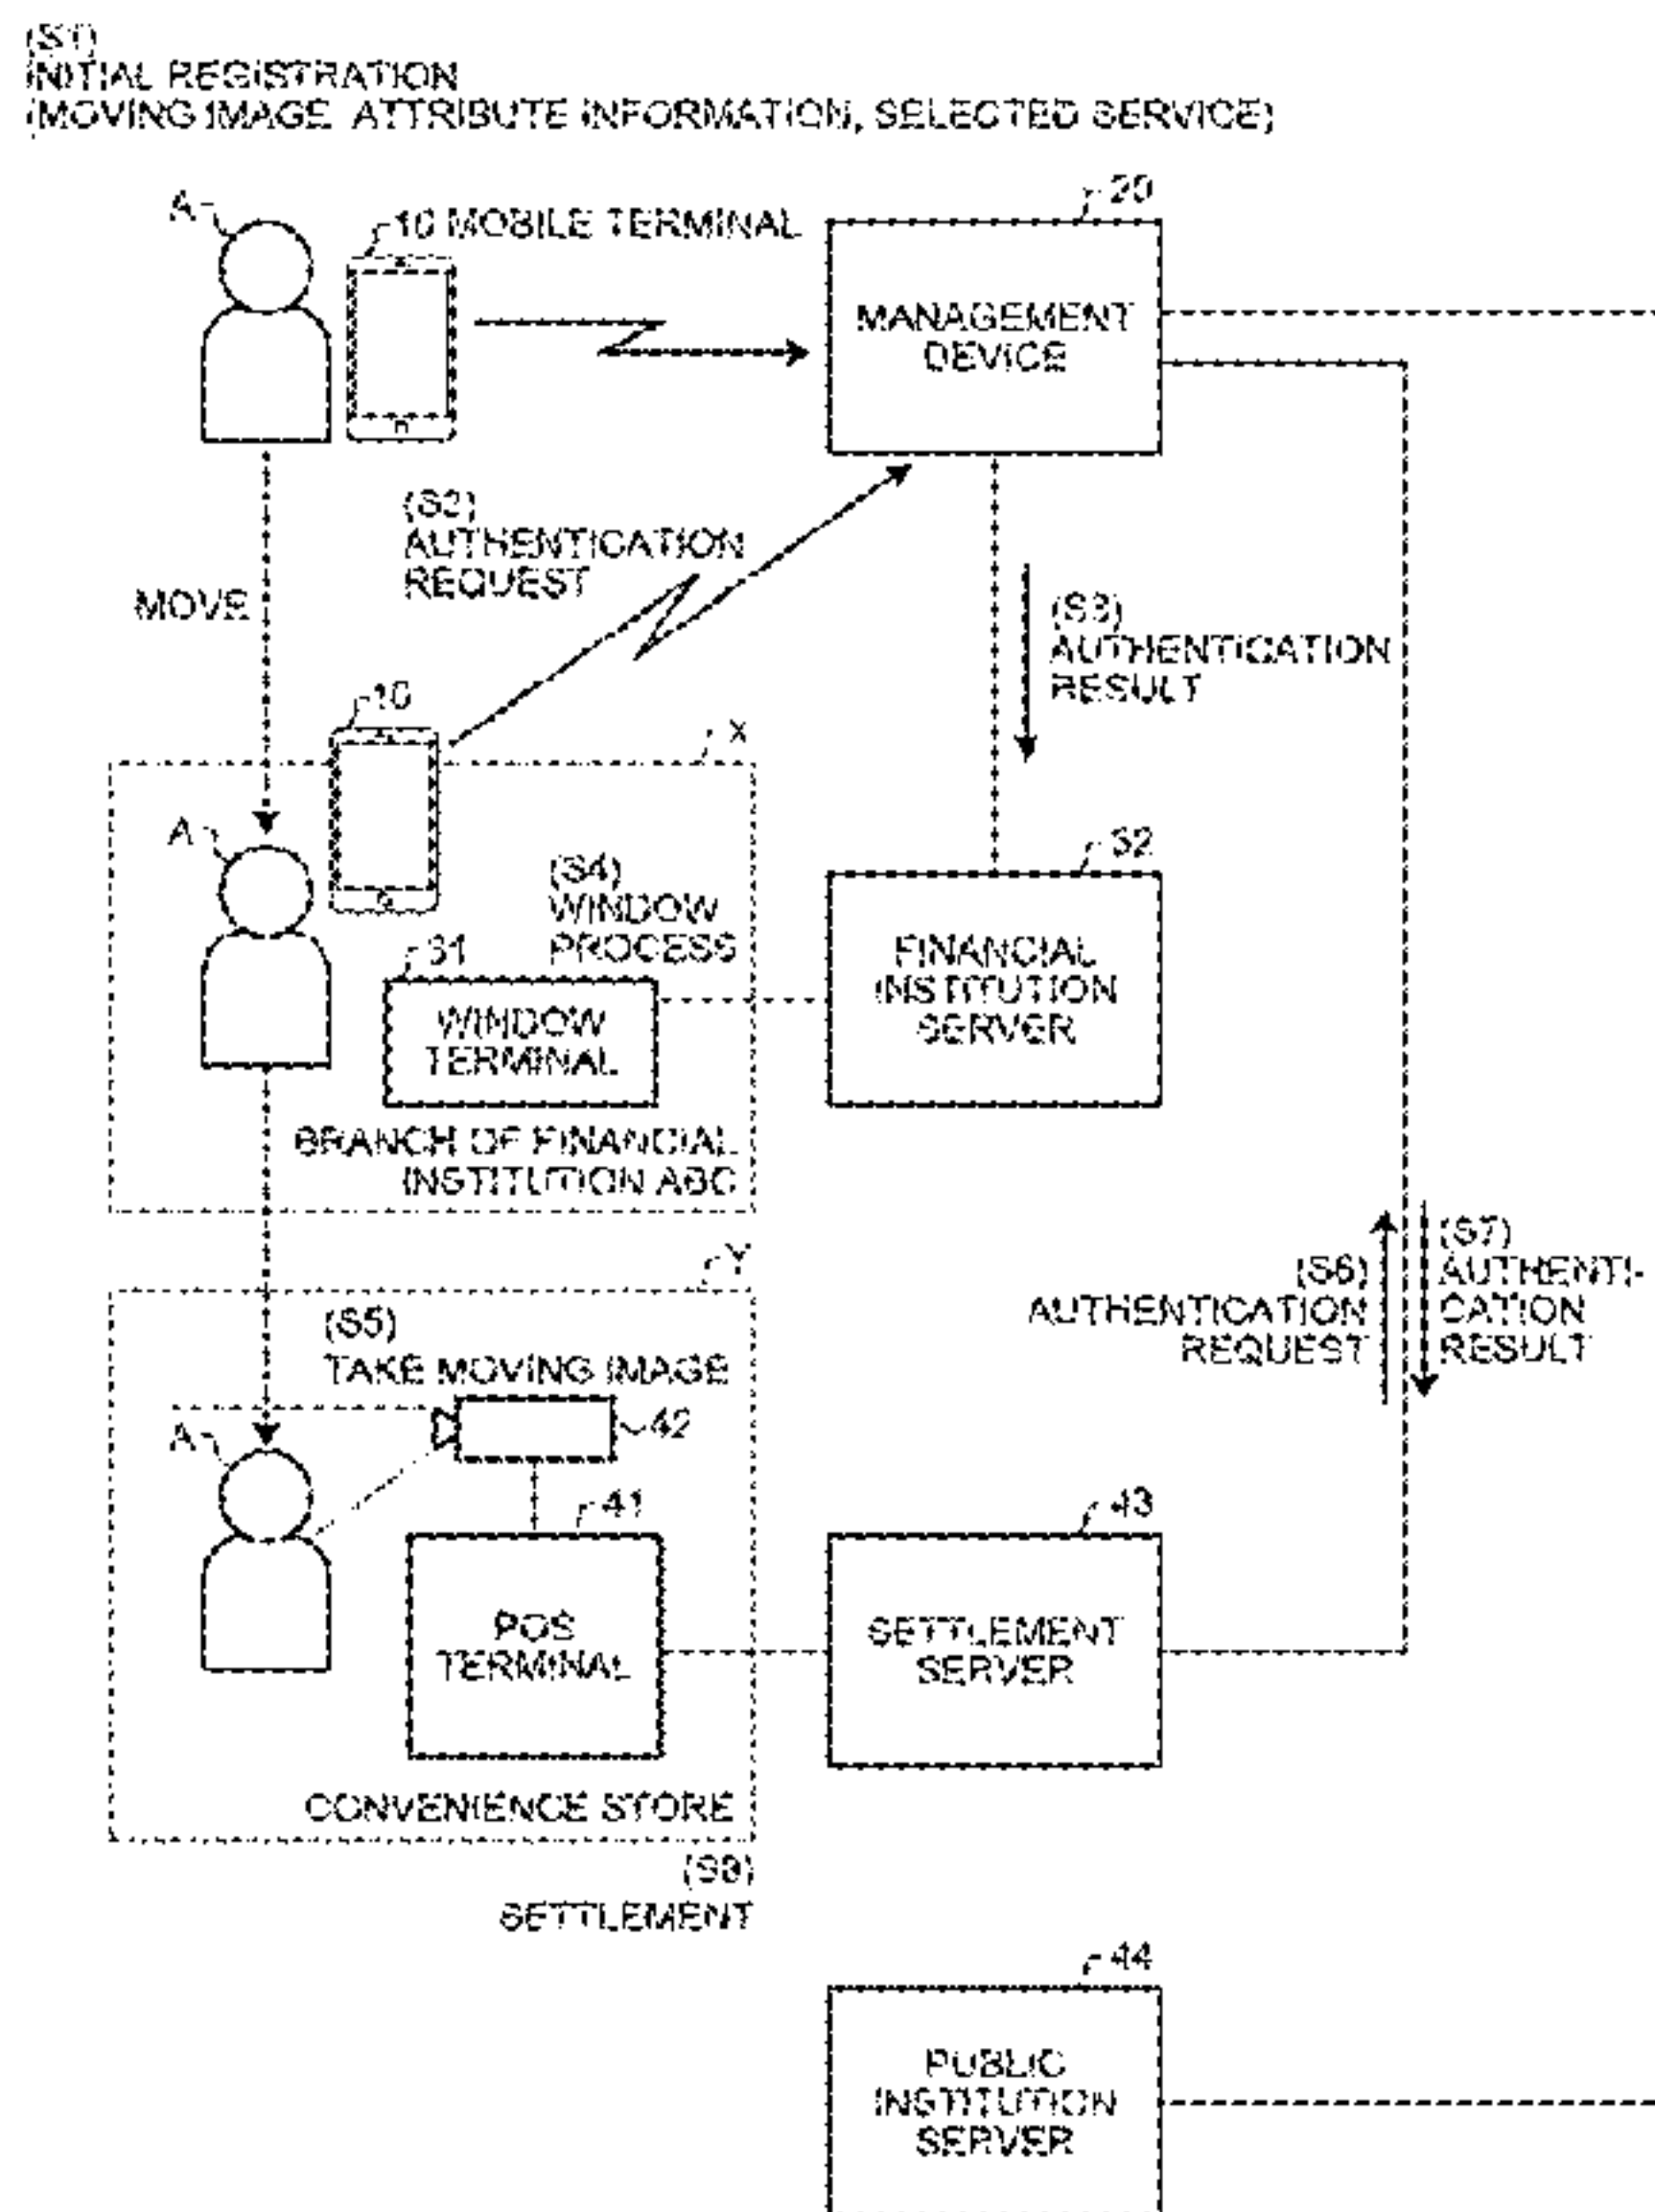 (S1)
INITIAL REGISTRATION
(MOVING IMAGE, ATTRIBUTE INFORMATION, SELECTED SERVICE)
A
10 MOBILE TERMINAL
20
MANAGEMENT
DEVICE
(S2)
AUTHENTICATION
REQUEST
MOVE
(S3)
AUTHENTICATION
RESULT
10
X
A
(S4)
WINDOW
PROCESS
31
WINDOW
TERMINAL
32
FINANCIAL
INSTITUTION
SERVER
BRANCH OF FINANCIAL
INSTITUTION ABC
Y
(S5)
TAKE MOVING IMAGE
(S6)
AUTHENTICATION
REQUEST
(S7)
AUTHENTI-
CATION
RESULT
A
42
41
POS
TERMINAL
43
SETTLEMENT
SERVER
CONVENIENCE STORE
(S8)
SETTLEMENT
44
PUBLIC
INSTITUTION
SERVER